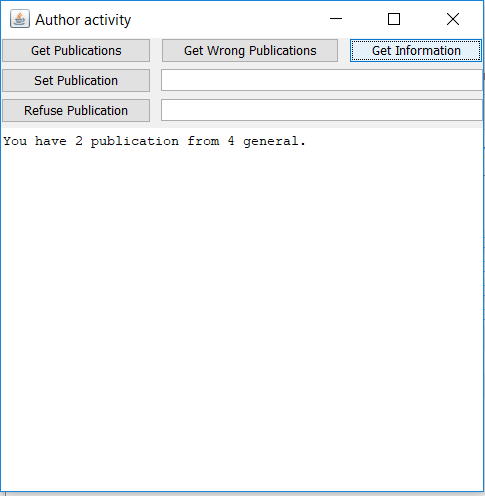 Author activity
Get Publications Get Wrong Publications Get Information
Set Publication
Refuse Publication
You have 2 publication from 4 general.